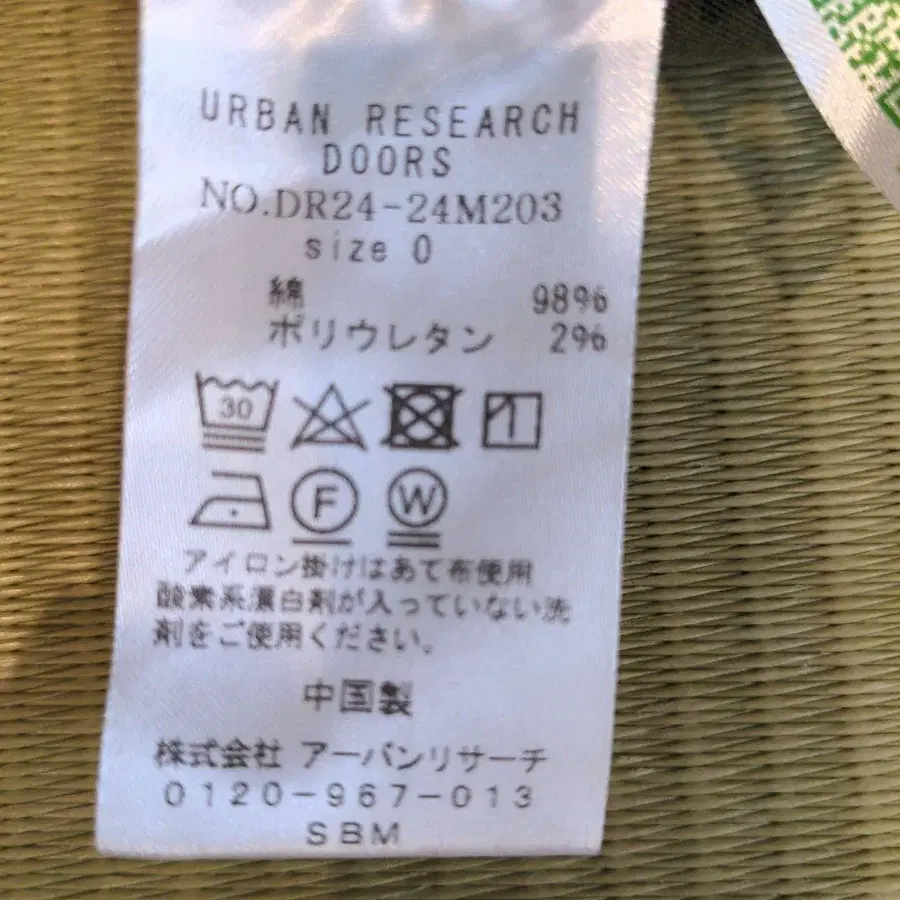 URBAN RESEARCH
DOORS
NO.DR24-24M203
size 0
綿 98%
ポリウレタン 2%
30
F W
アイロン掛けはあて布使用
酸素系漂白剤が入っていない洗
剤をご使用ください。
中国製
株式会社 アーバンリサーチ
0120-967-013
SBM